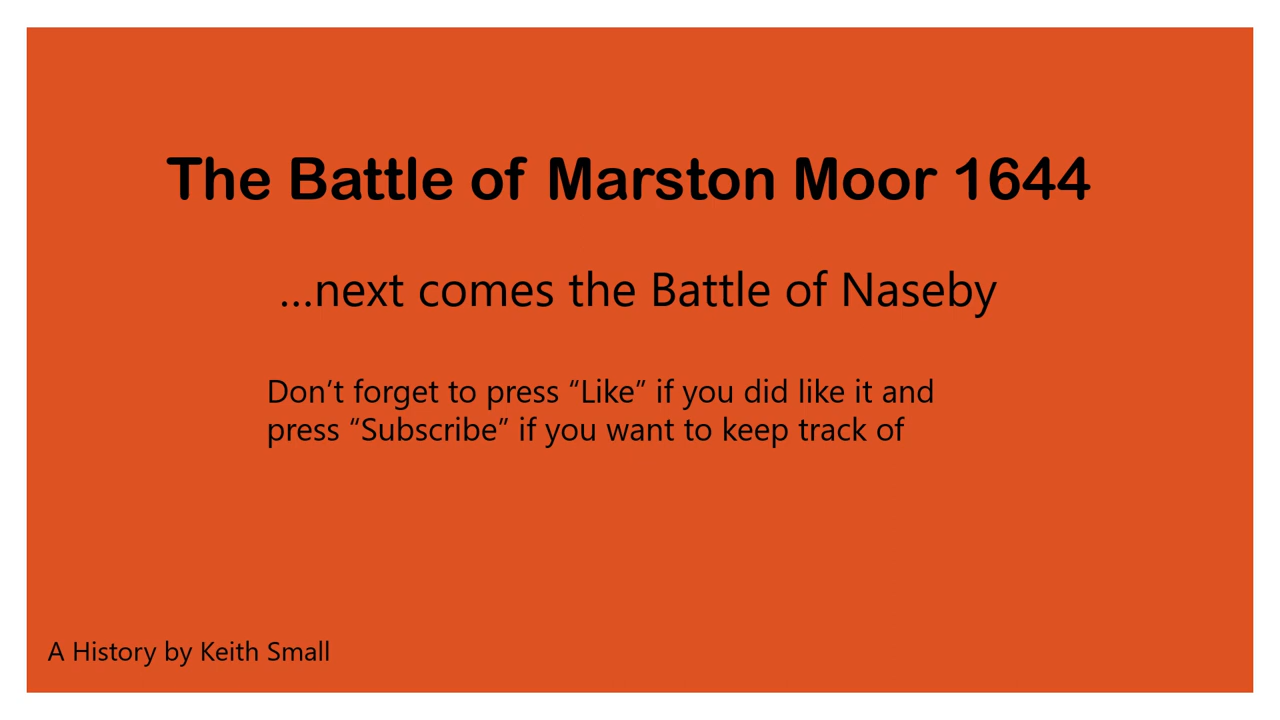 The Battle of Marston Moor 1644
...next comes the Battle of Naseby
Don’t forget to press “Like” if you did like it and
press “Subscribe” if you want to keep track of
A History by Keith Small